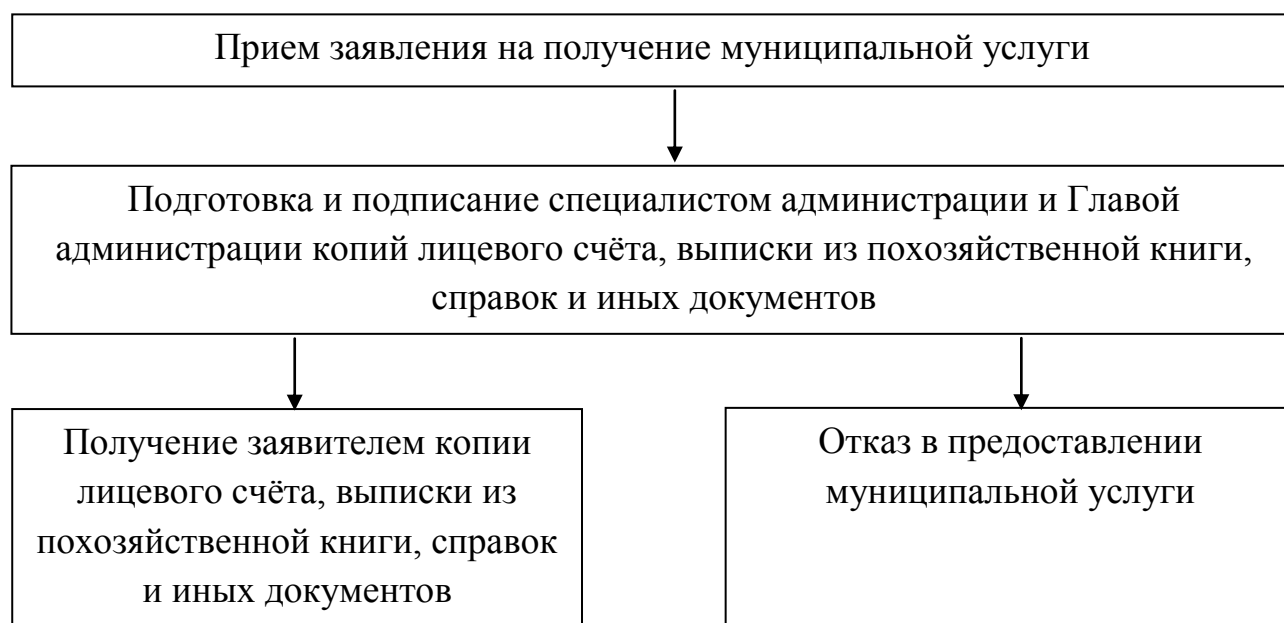 Прием заявления на получение муниципальной услуги
Подготовка и подписание специалистом администрации и Главой
администрации копий лицевого счёта, выписки из похозяйственной книги,
справок и иных документов
Получение заявителем копии
лицевого счёта, выписки из
похозяйственной книги, справок
и иных документов
Отказ в предоставлении
муниципальной услуги